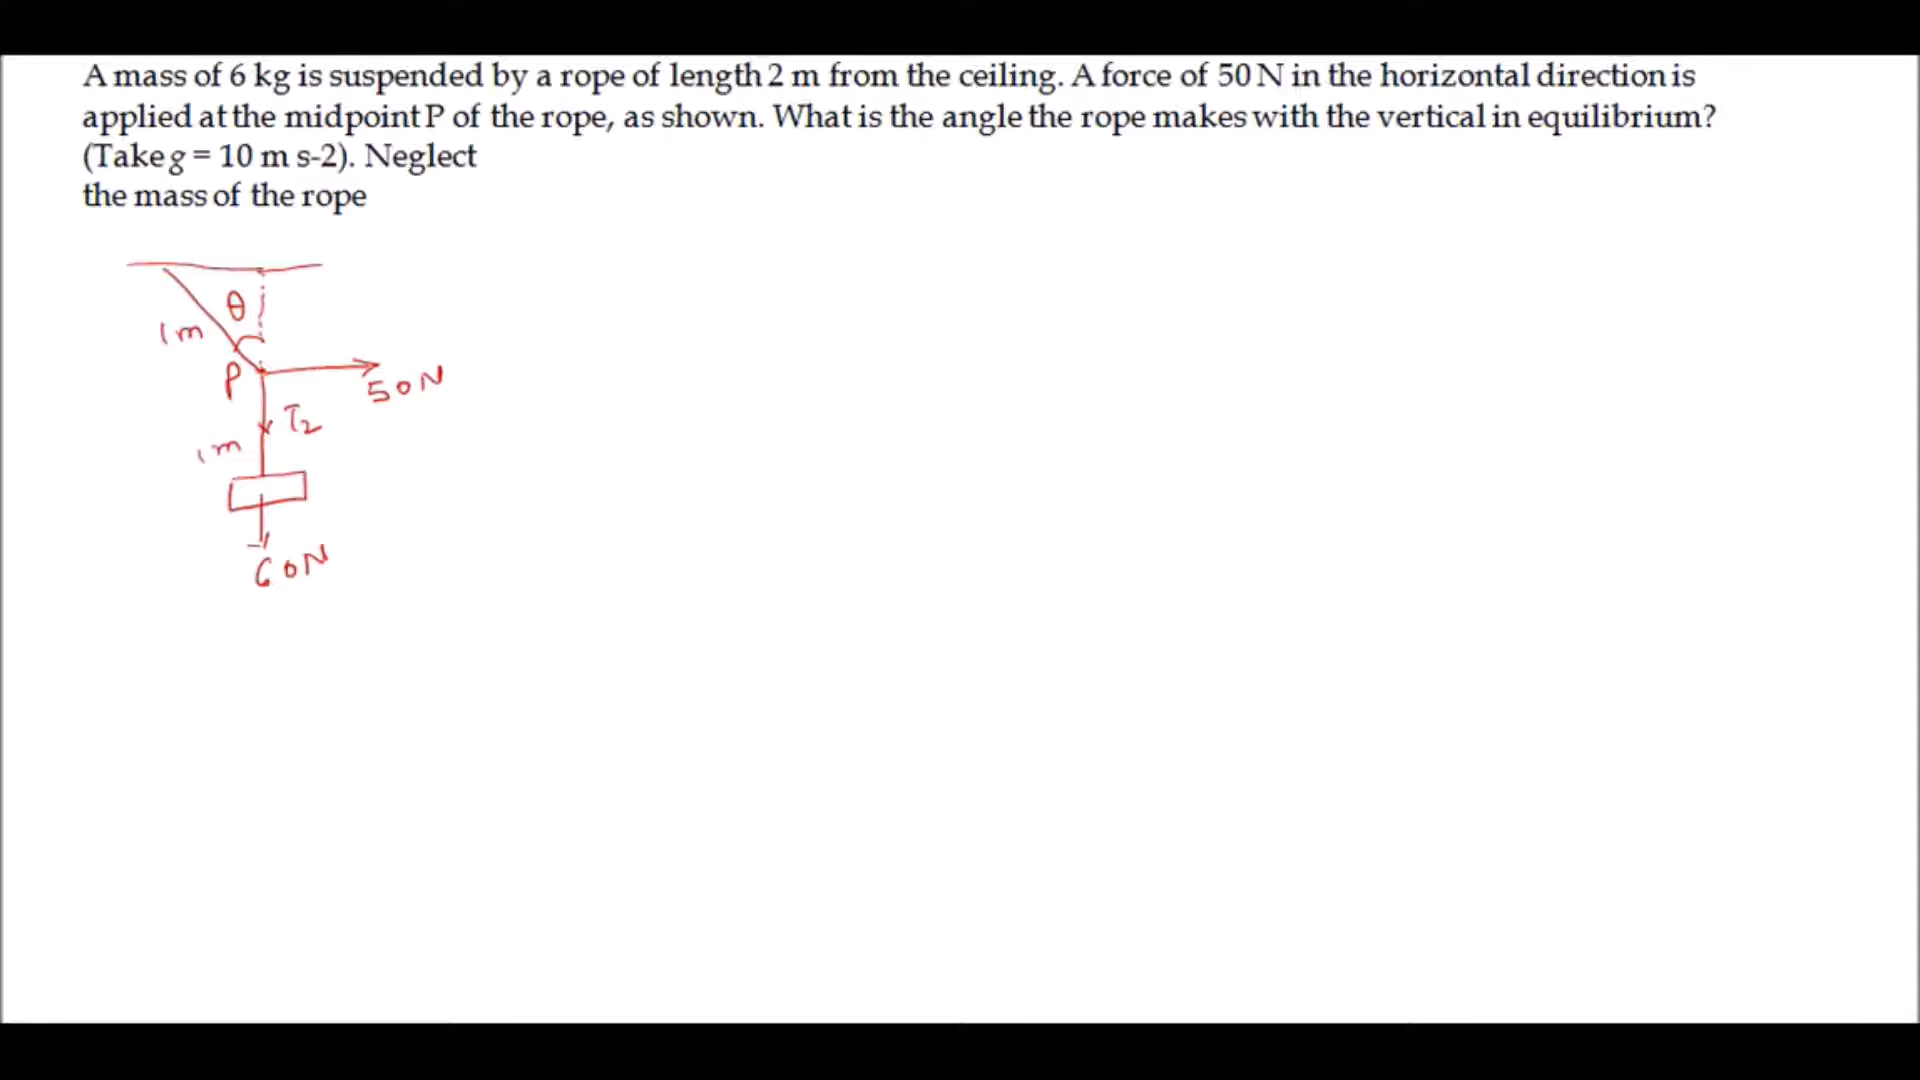 A mass of 6 kg is suspended by a rope of length 2 m from the ceiling. A force of 50 N in the horizontal direction is
applied at the midpoint P of the rope, as shown. What is the angle the rope makes with the vertical in equilibrium?
(Take g = 10 m s-2). Neglect
the mass of the rope
θ
1m
P
50N
T2
1m
60N